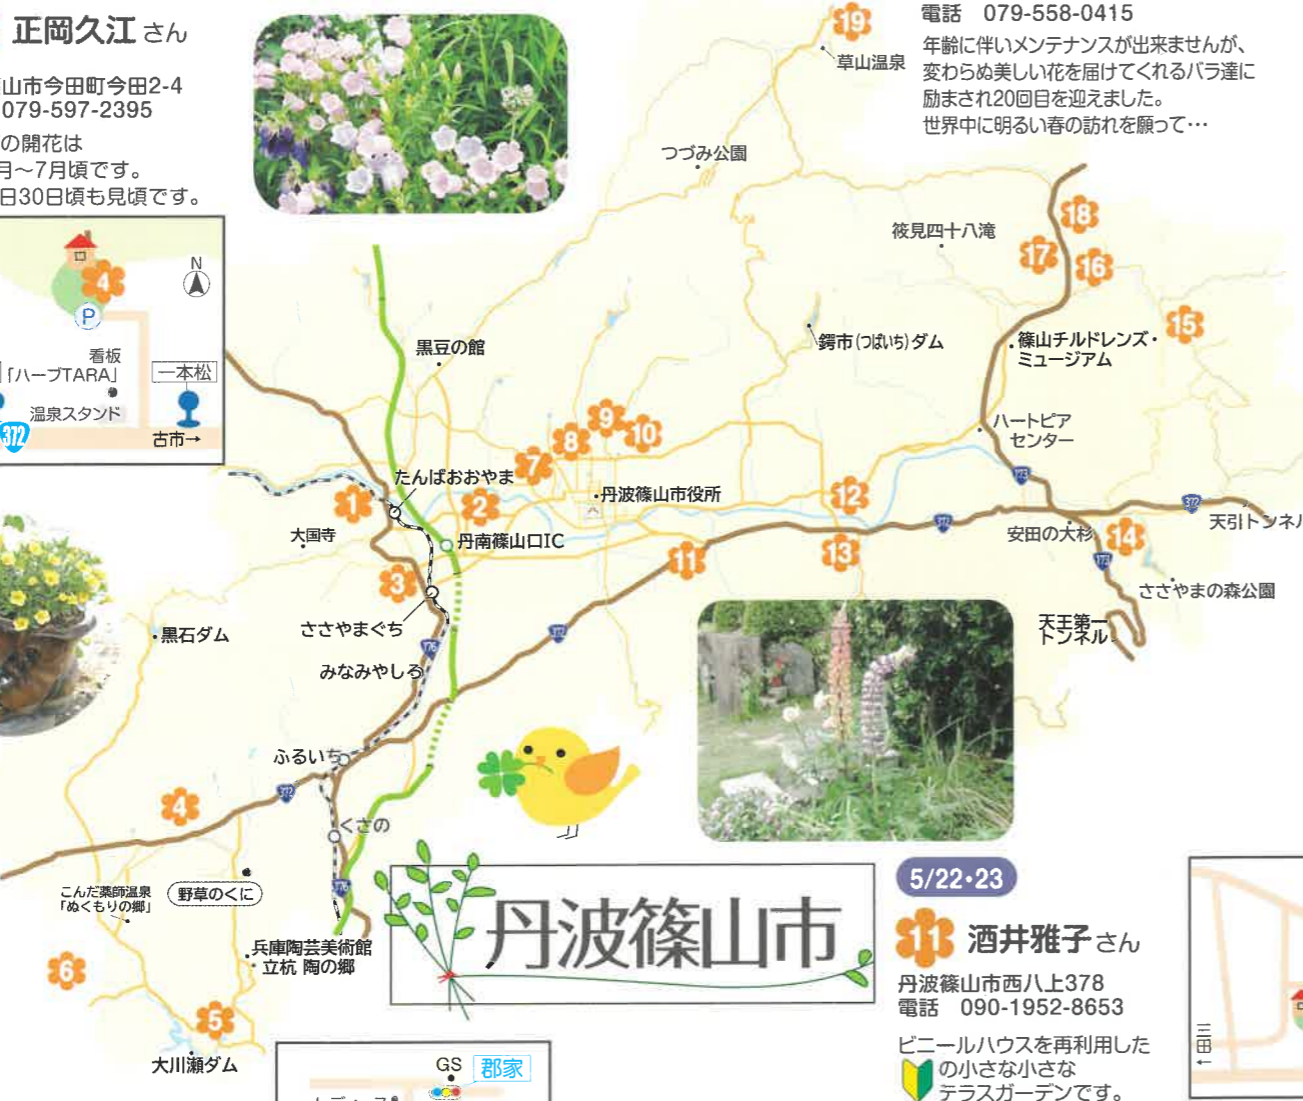 正岡久江さん
山市今田町今田2-4
079-597-2395
の開花は
月〜7月頃です。
日30日頃も見頃です。
4
N
P
看板
「ハーブTARA」
一本松
温泉スタンド
372
古市→
電話 079-558-0415
年齢に伴いメンテナンスが出来ませんが、
変わらぬ美しい花を届けてくれるバラ達に
励まされ20回目を迎えました。
世界中に明るい春の訪れを願って…
19
草山温泉
つづみ公園
18
筱見四十八滝
17
16
15
鍔市(つばいち)ダム
篠山チルドレンズ・
ミュージアム
黒豆の館
9
8
10
7
ハートピア
センター
たんばおおやま
1
2
丹波篠山市役所
12
173
372
天引トンネル
大国寺
丹南篠山口IC
372
安田の大杉
14
11
13
173
3
ささやまの森公園
ささやまぐち
黒石ダム
176
372
天王第一
トンネル
みなみやしろ
ふるいち
4
372
くさの
こんだ薬師温泉
「ぬくもりの郷」
野草のくに
176
兵庫陶芸美術館
立杭 陶の郷
6
5
大川瀬ダム
丹波篠山市
GS
郡家
5/22・23
11 酒井雅子さん
丹波篠山市西八上378
電話 090-1952-8653
ビニールハウスを再利用した
の小さな小さな
テラスガーデンです。
三田←